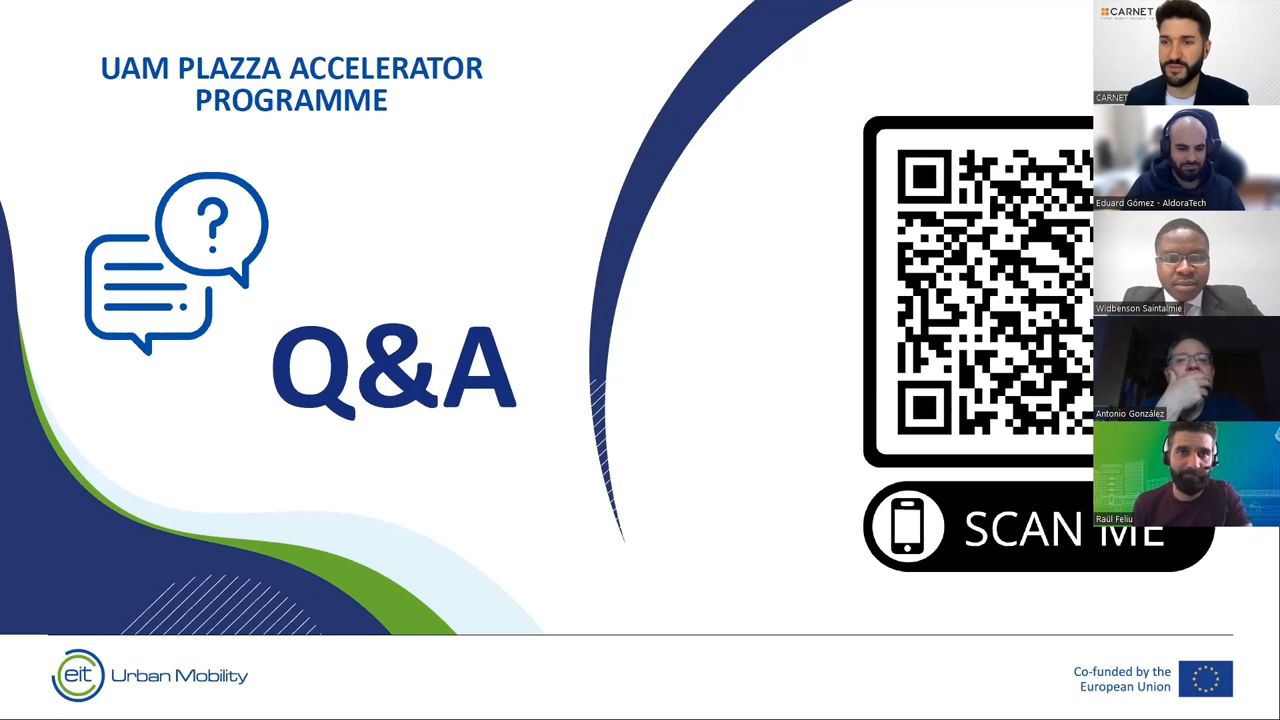 UAM PLAZZA ACCELERATOR
PROGRAMME
?
Q&A
SCAN ME
eit Urban Mobility
Co-funded by the
European Union
CARNET
CARNET
Eduard Gómez - AldoraTech
Widbenson Saintalmie
Antonio González
Raül Feliu